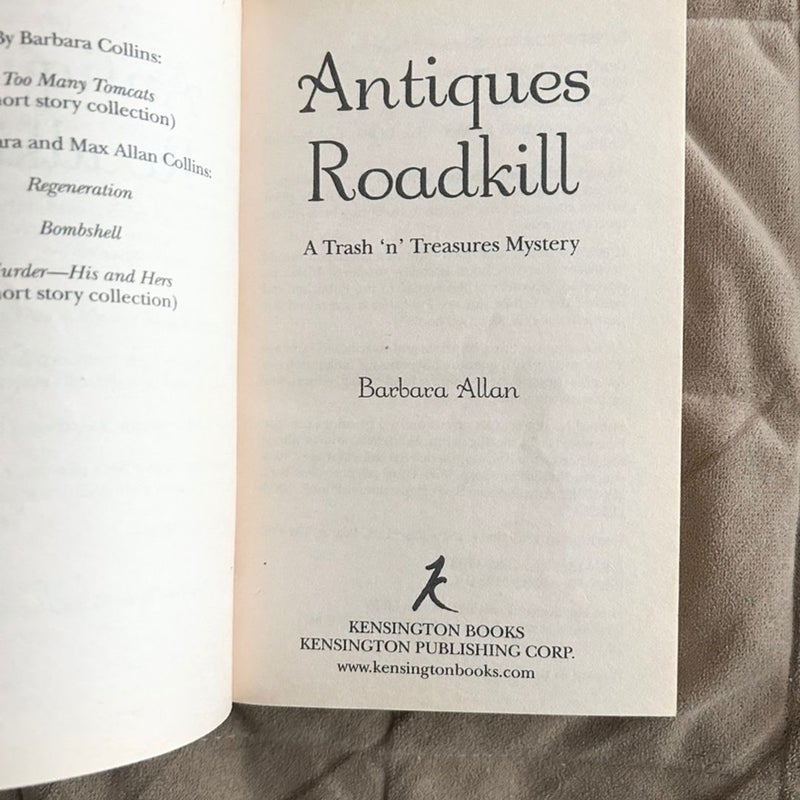 By Barbara Collins:
Too Many Tomcats
ort story collection)
ara and Max Allan Collins:
Regeneration
Bombshell
urder—His and Hers
ort story collection)
Antiques
Roadkill
A Trash ‘n’ Treasures Mystery
Barbara Allan
KENSINGTON BOOKS
KENSINGTON PUBLISHING CORP.
www.kensingtonbooks.com